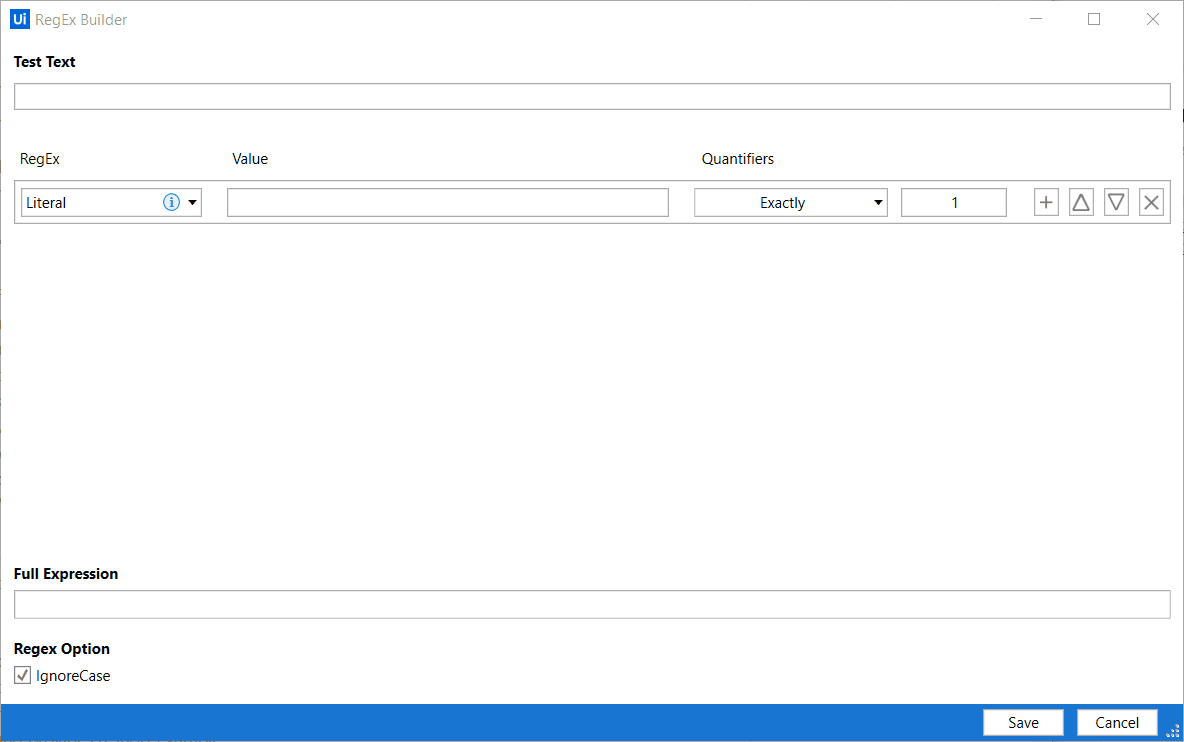 Ui RegEx Builder
Test Text
RegEx Value Quantifiers
Literal i Exactly 1
Full Expression
Regex Option
IgnoreCase
Save Cancel